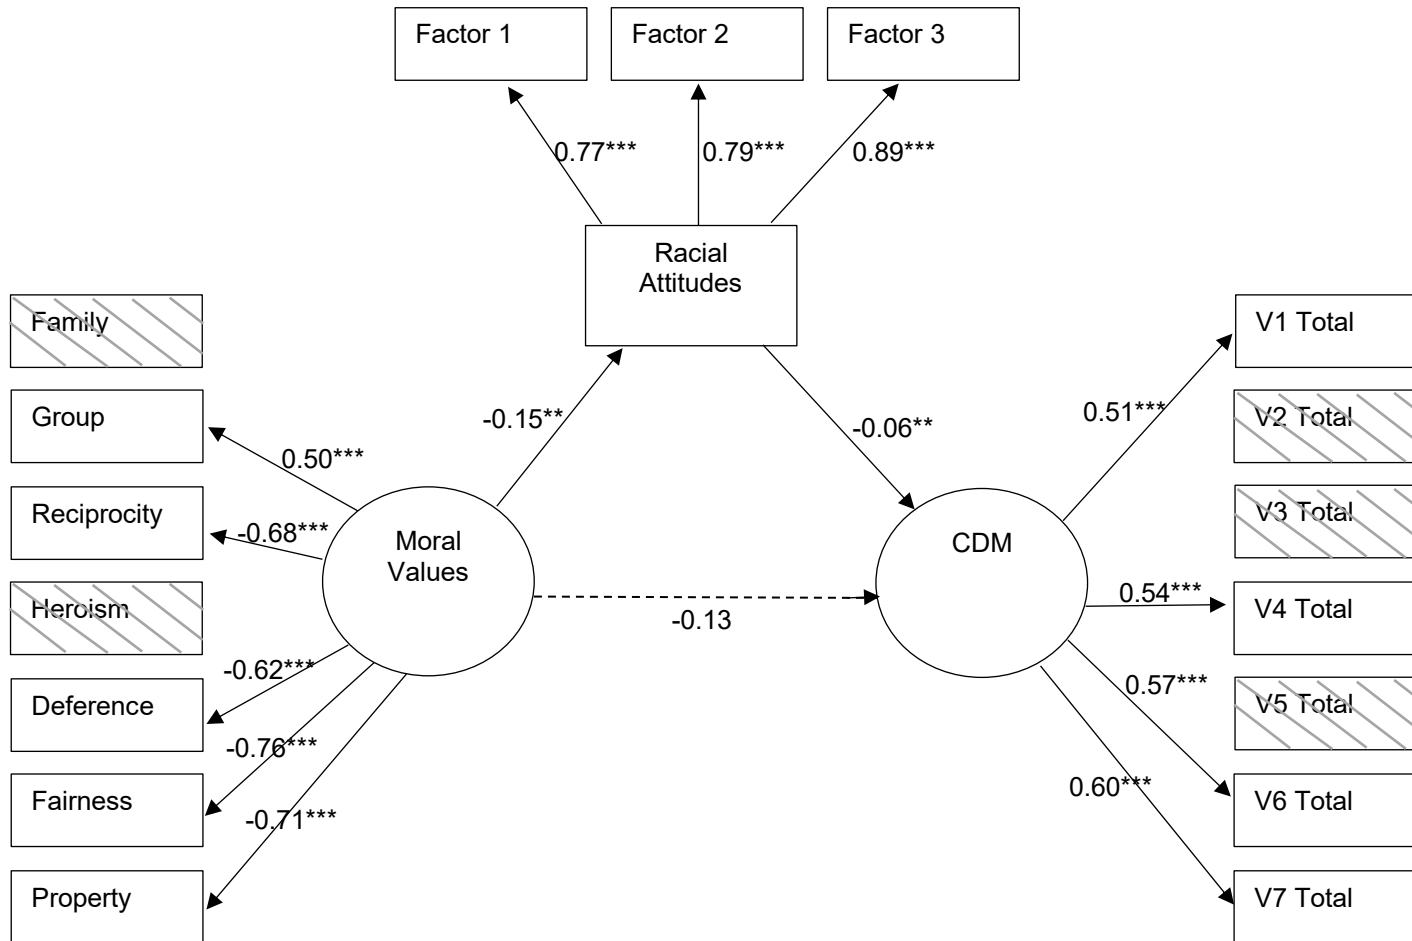 Factor 1
Factor 2
Factor 3
0.77***
0.79***
0.89***
Racial
Attitudes
Family
V1 Total
Group
-0.15**
-0.06**
0.51***
V2 Total
0.50***
Reciprocity
-0.68***
Moral
Values
CDM
V3 Total
Heroism
-0.13
0.54***
V4 Total
-0.62***
Deference
0.57***
V5 Total
-0.76***
Fairness
-0.71***
0.60***
V6 Total
Property
V7 Total